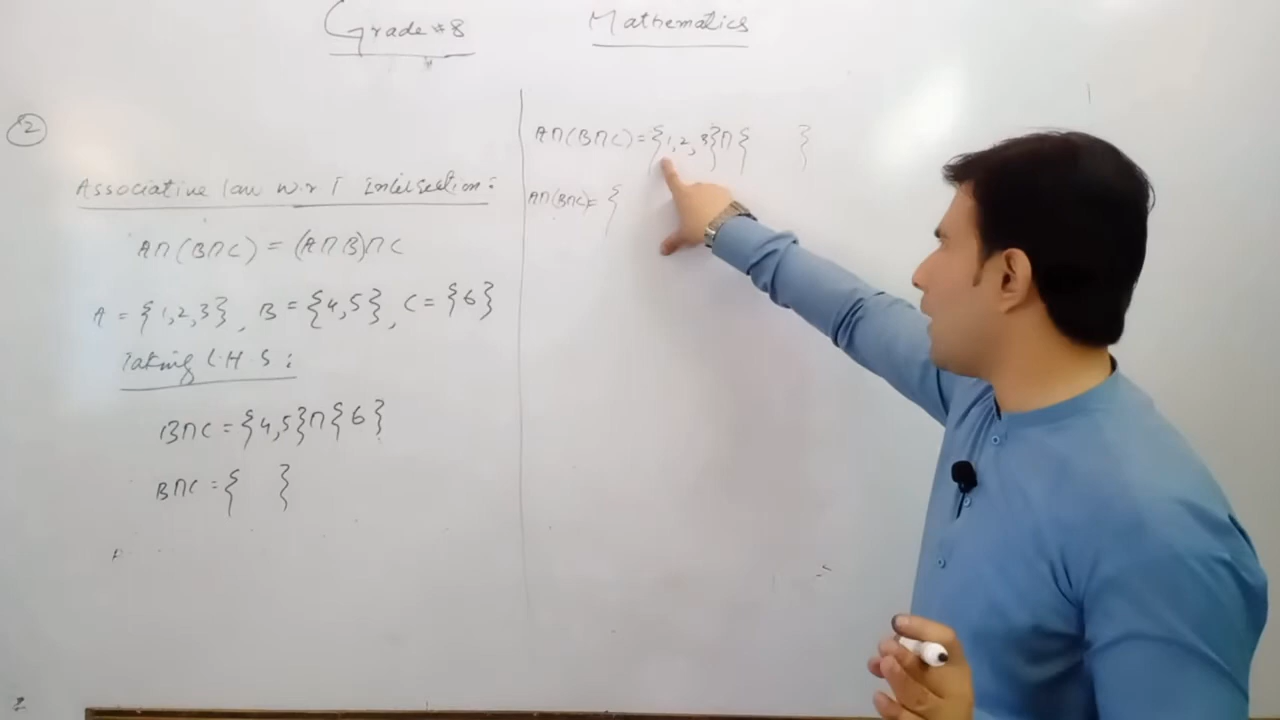 Grade # 8
Mathematics
2
Associative law w.r.t Intersection:
A∩(B∩C) = (A∩B)∩C
A = {1,2,3}, B = {4,5}, C = {6}
Taking L.H S:
B∩C = {4,5}∩{6}
B∩C = { }
A∩(B∩C) = {1,2,3}∩{ }
A∩(B∩C) = {